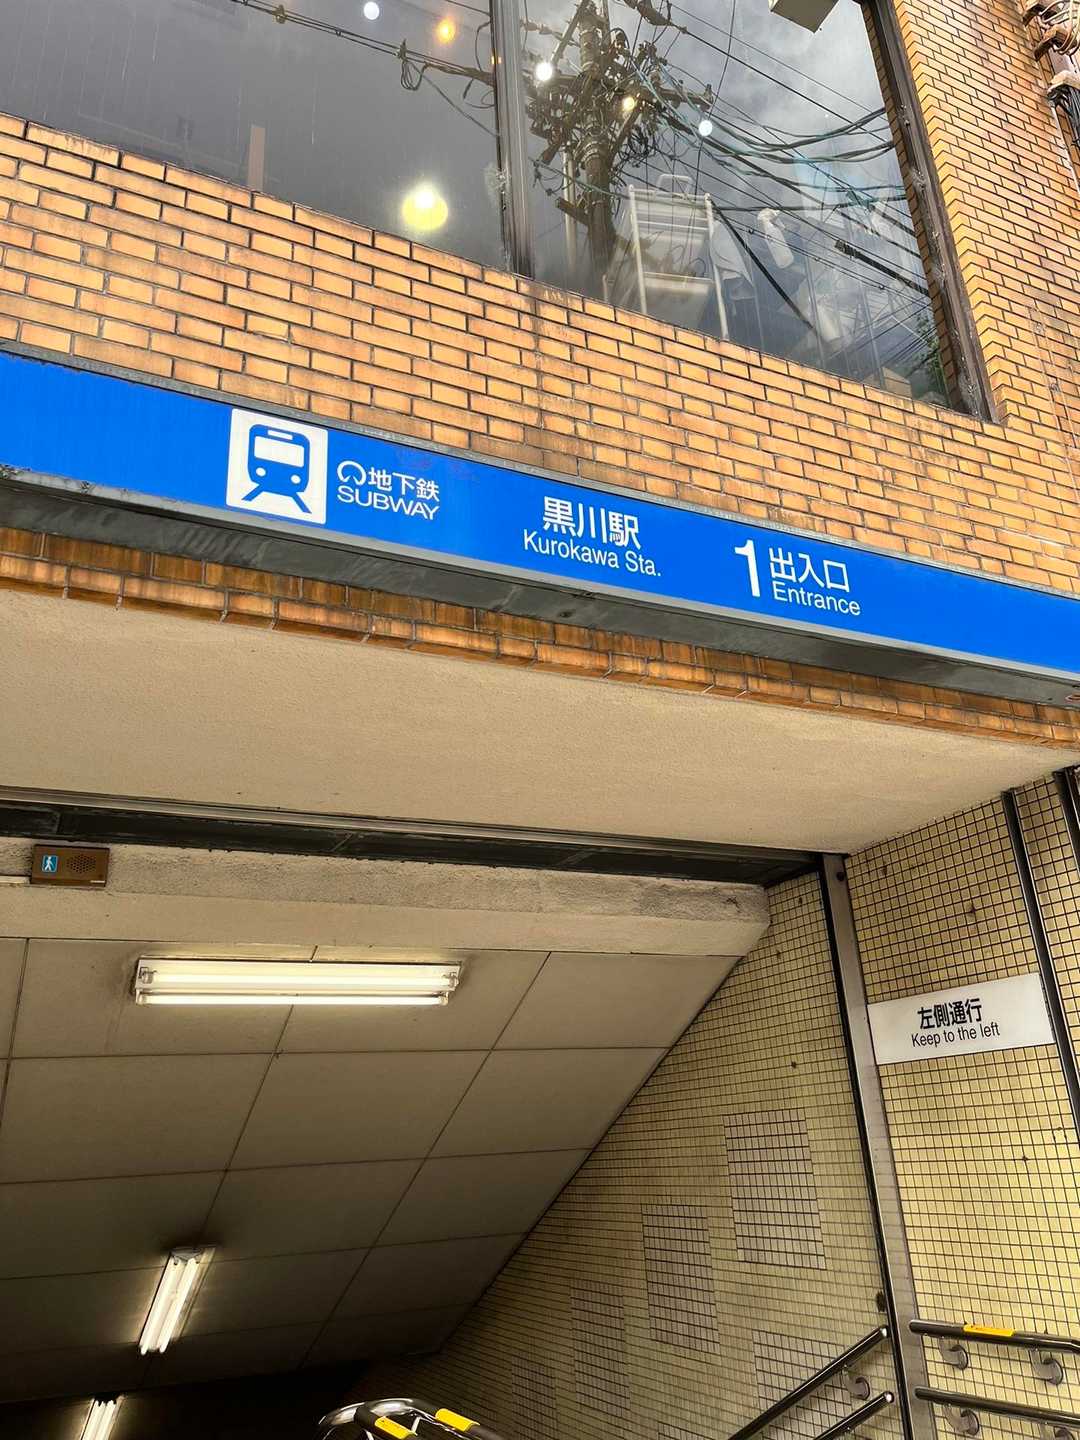 地下鉄
SUBWAY
黒川駅
Kurokawa Sta.
1 出入口
Entrance
左側通行
Keep to the left